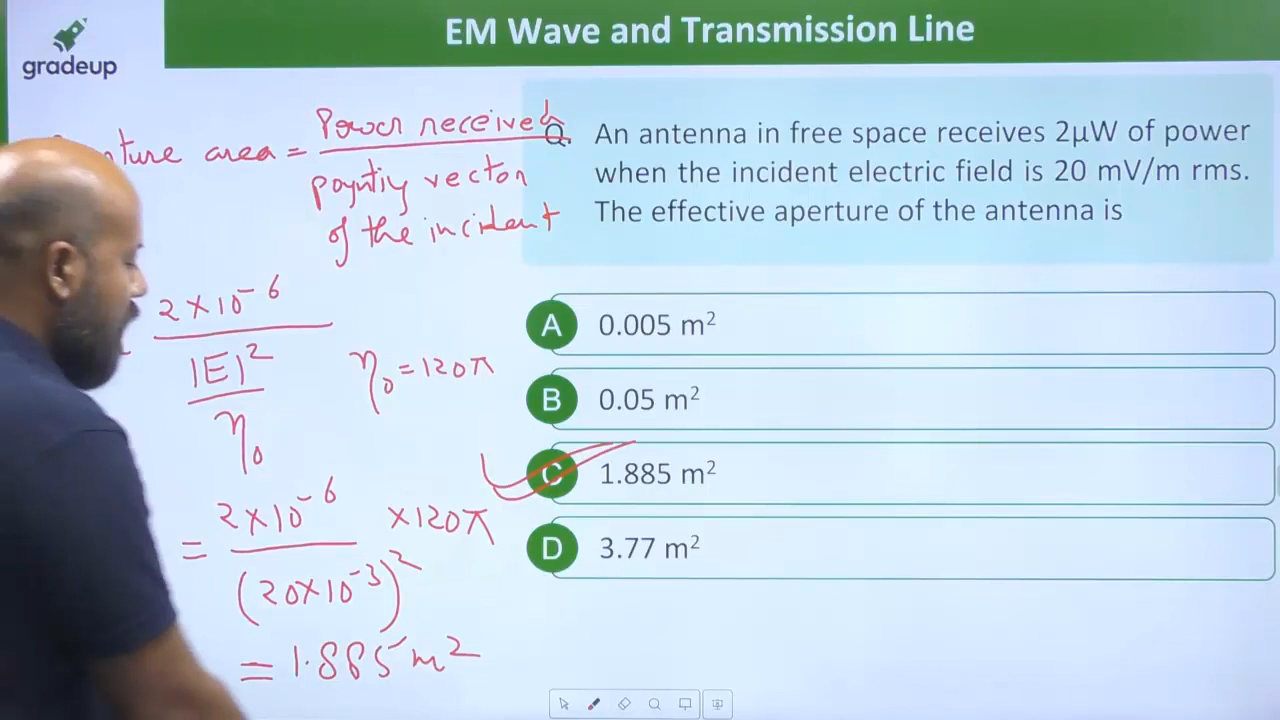 EM Wave and Transmission Line
gradeup
area = Power received
poyntiy vector
of the incident
Q. An antenna in free space receives 2µW of power
when the incident electric field is 20 mV/m rms.
The effective aperture of the antenna is
2×10⁻⁶
|E|²
η₀
η₀ = 120π
A 0.005 m²
B 0.05 m²
C 1.885 m²
D 3.77 m²
= 2×10⁻⁶ ×120π
(20×10⁻³)²
= 1.885 m²